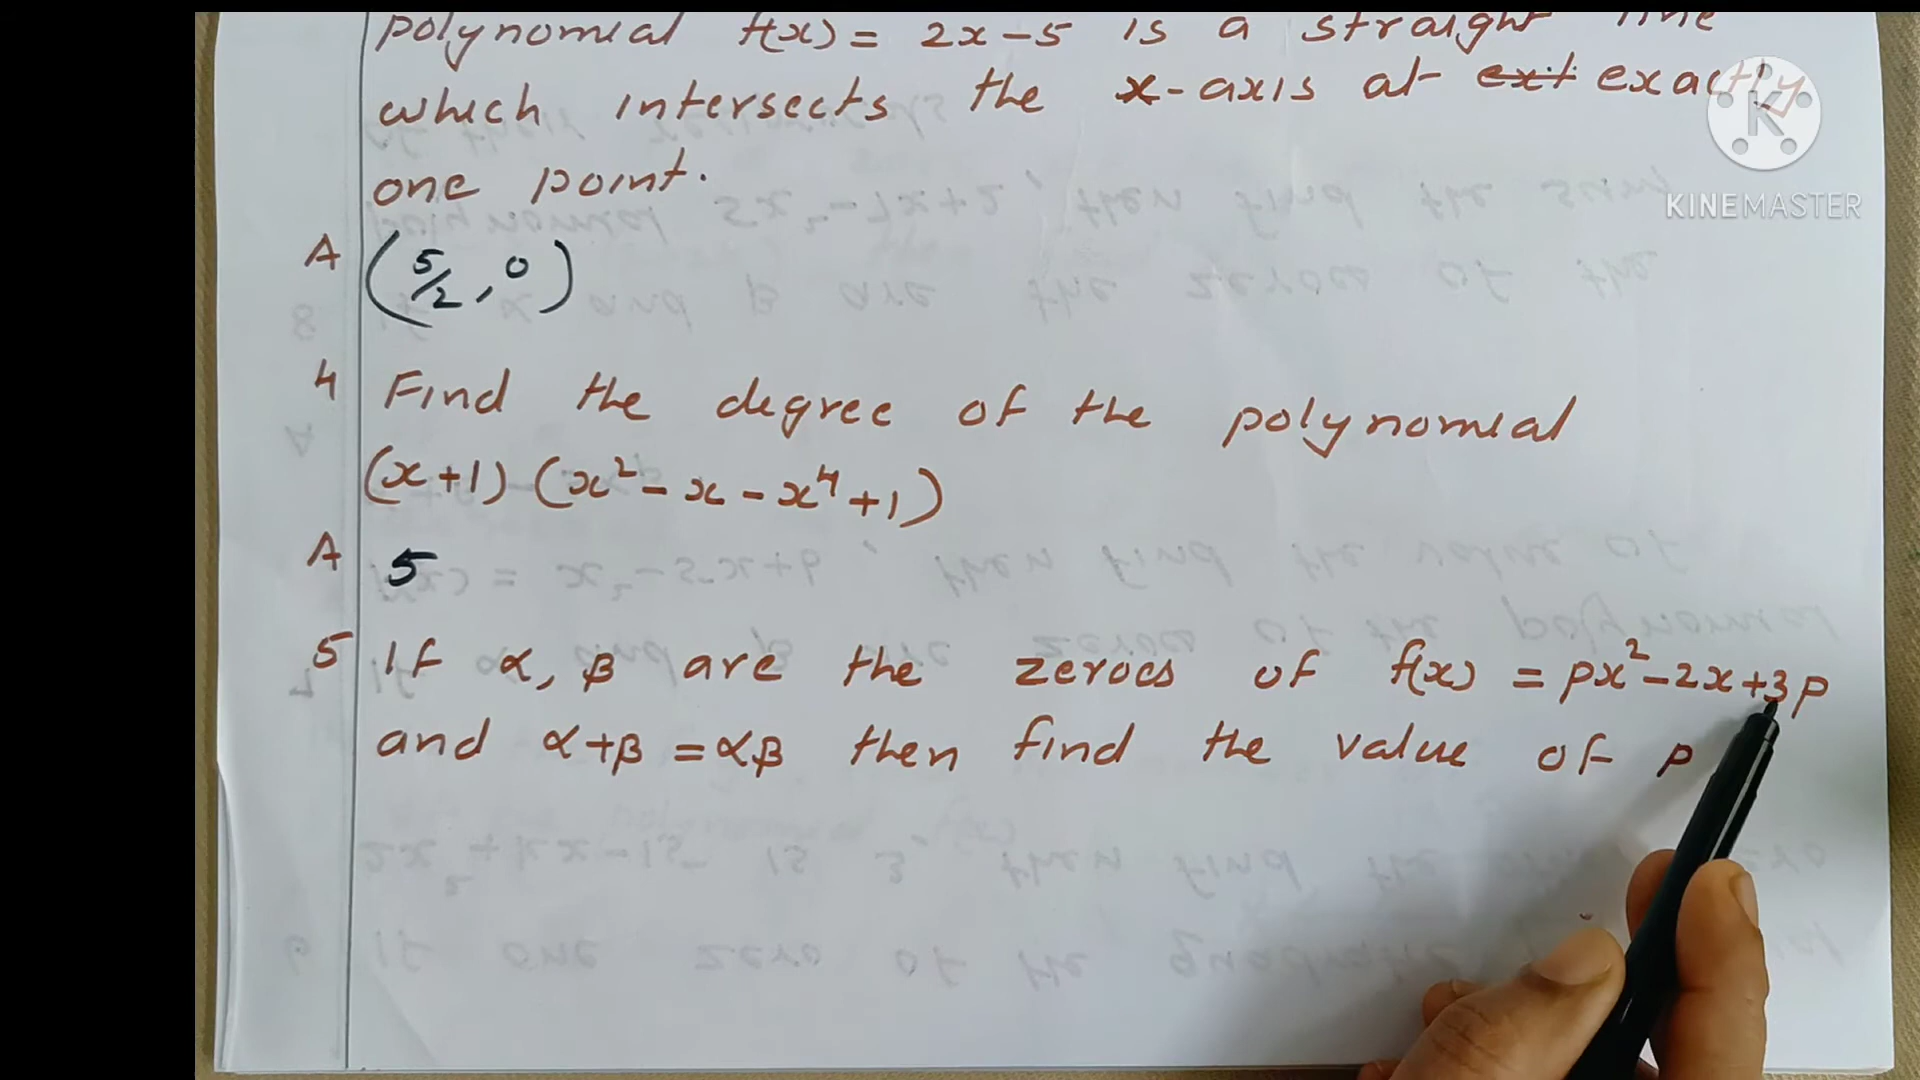 polynomial f(x) = 2x-5 is a straight line
which intersects the x-axis at ext exactly
one point.
KINEMASTER
A (5/2, 0)
4 Find the degree of the polynomial
(x+1) (x² - x - x⁴ + 1)
A 5
5 If α, β are the zeroes of f(x) = px² - 2x + 3p
and α+β = αβ then find the value of p